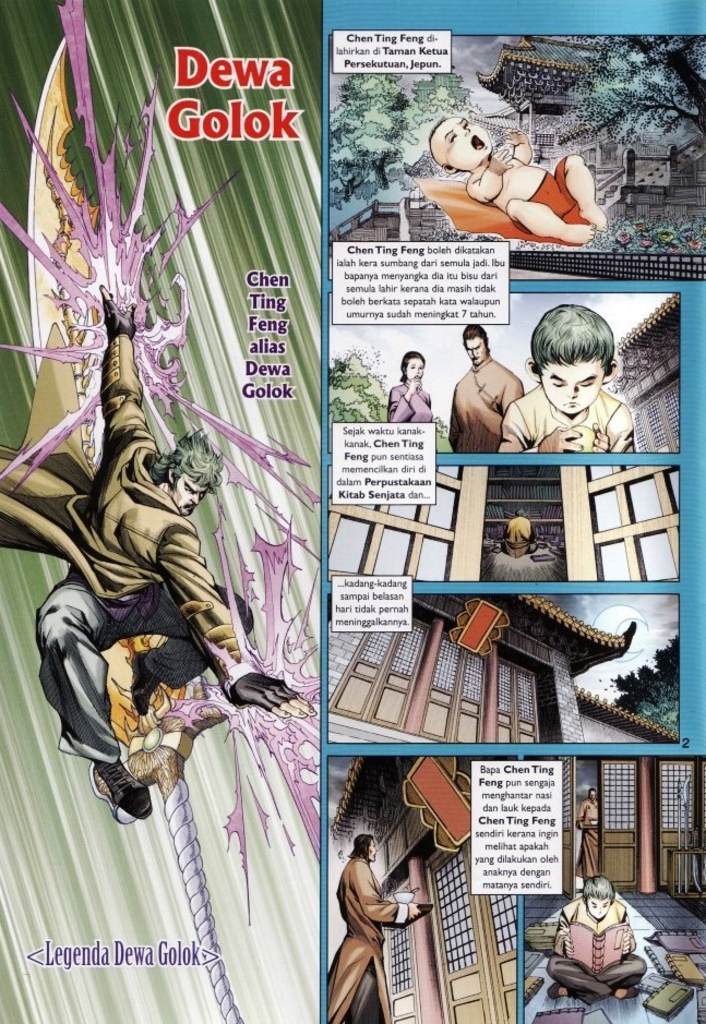 Dewa
Golok
Chen
Ting
Feng
alias
Dewa
Golok
<Legenda Dewa Golok>
Chen Ting Feng di-
lahirkan di Taman Ketua
Persekutuan, Jepun.
Chen Ting Feng boleh dikatakan
ialah kera sumbang dari semula jadi. Ibu
bapanya menyangka dia itu bisu dari
semula lahir kerana dia masih tidak
boleh berkata sepatah kata walaupun
umurnya sudah meningkat 7 tahun.
Sejak waktu kanak-
kanak, Chen Ting
Feng pun sentiasa
memencilkan diri di
dalam Perpustakaan
Kitab Senjata dan...
...kadang-kadang
sampai belasan
hari tidak pernah
meninggalkannya.
2
Bapa Chen Ting
Feng pun sengaja
menghantar nasi
dan lauk kepada
Chen Ting Feng
sendiri kerana ingin
melihat apakah
yang dilakukan oleh
anaknya dengan
matanya sendiri.